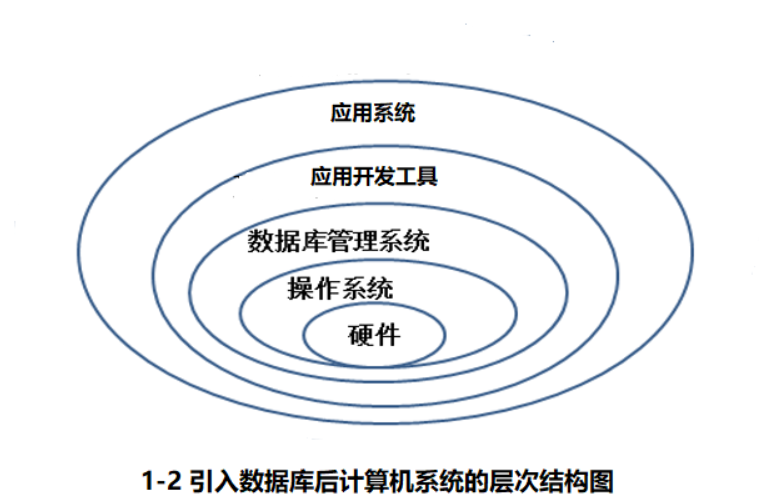 应用系统
应用开发工具
数据库管理系统
操作系统
硬件
1-2 引入数据库后计算机系统的层次结构图